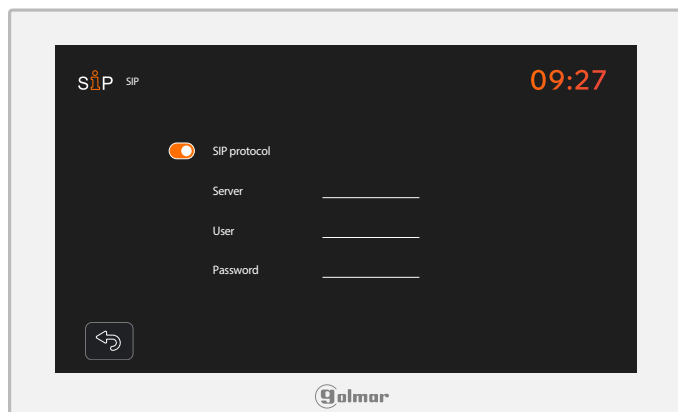 SiP SIP 09:27
SIP protocol
Server
User
Password
golmar